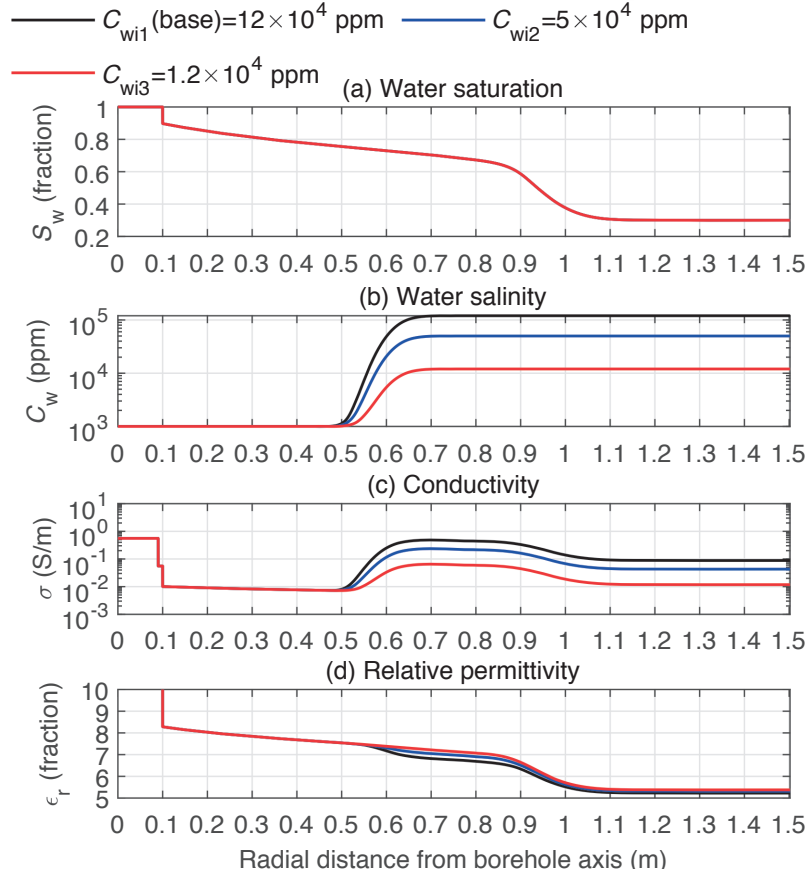 C_wi1(base)=12×10^4 ppm C_wi2=5×10^4 ppm
C_wi3=1.2×10^4 ppm
(a) Water saturation
S_w (fraction)
1
0.8
0.6
0.4
0.2
0 0.1 0.2 0.3 0.4 0.5 0.6 0.7 0.8 0.9 1 1.1 1.2 1.3 1.4 1.5
(b) Water salinity
C_w (ppm)
10^5
10^4
10^3
0 0.1 0.2 0.3 0.4 0.5 0.6 0.7 0.8 0.9 1 1.1 1.2 1.3 1.4 1.5
(c) Conductivity
σ (S/m)
10^1
10^0
10^-1
10^-2
10^-3
0 0.1 0.2 0.3 0.4 0.5 0.6 0.7 0.8 0.9 1 1.1 1.2 1.3 1.4 1.5
(d) Relative permittivity
ϵ_r (fraction)
10
9
8
7
6
5
0 0.1 0.2 0.3 0.4 0.5 0.6 0.7 0.8 0.9 1 1.1 1.2 1.3 1.4 1.5
Radial distance from borehole axis (m)